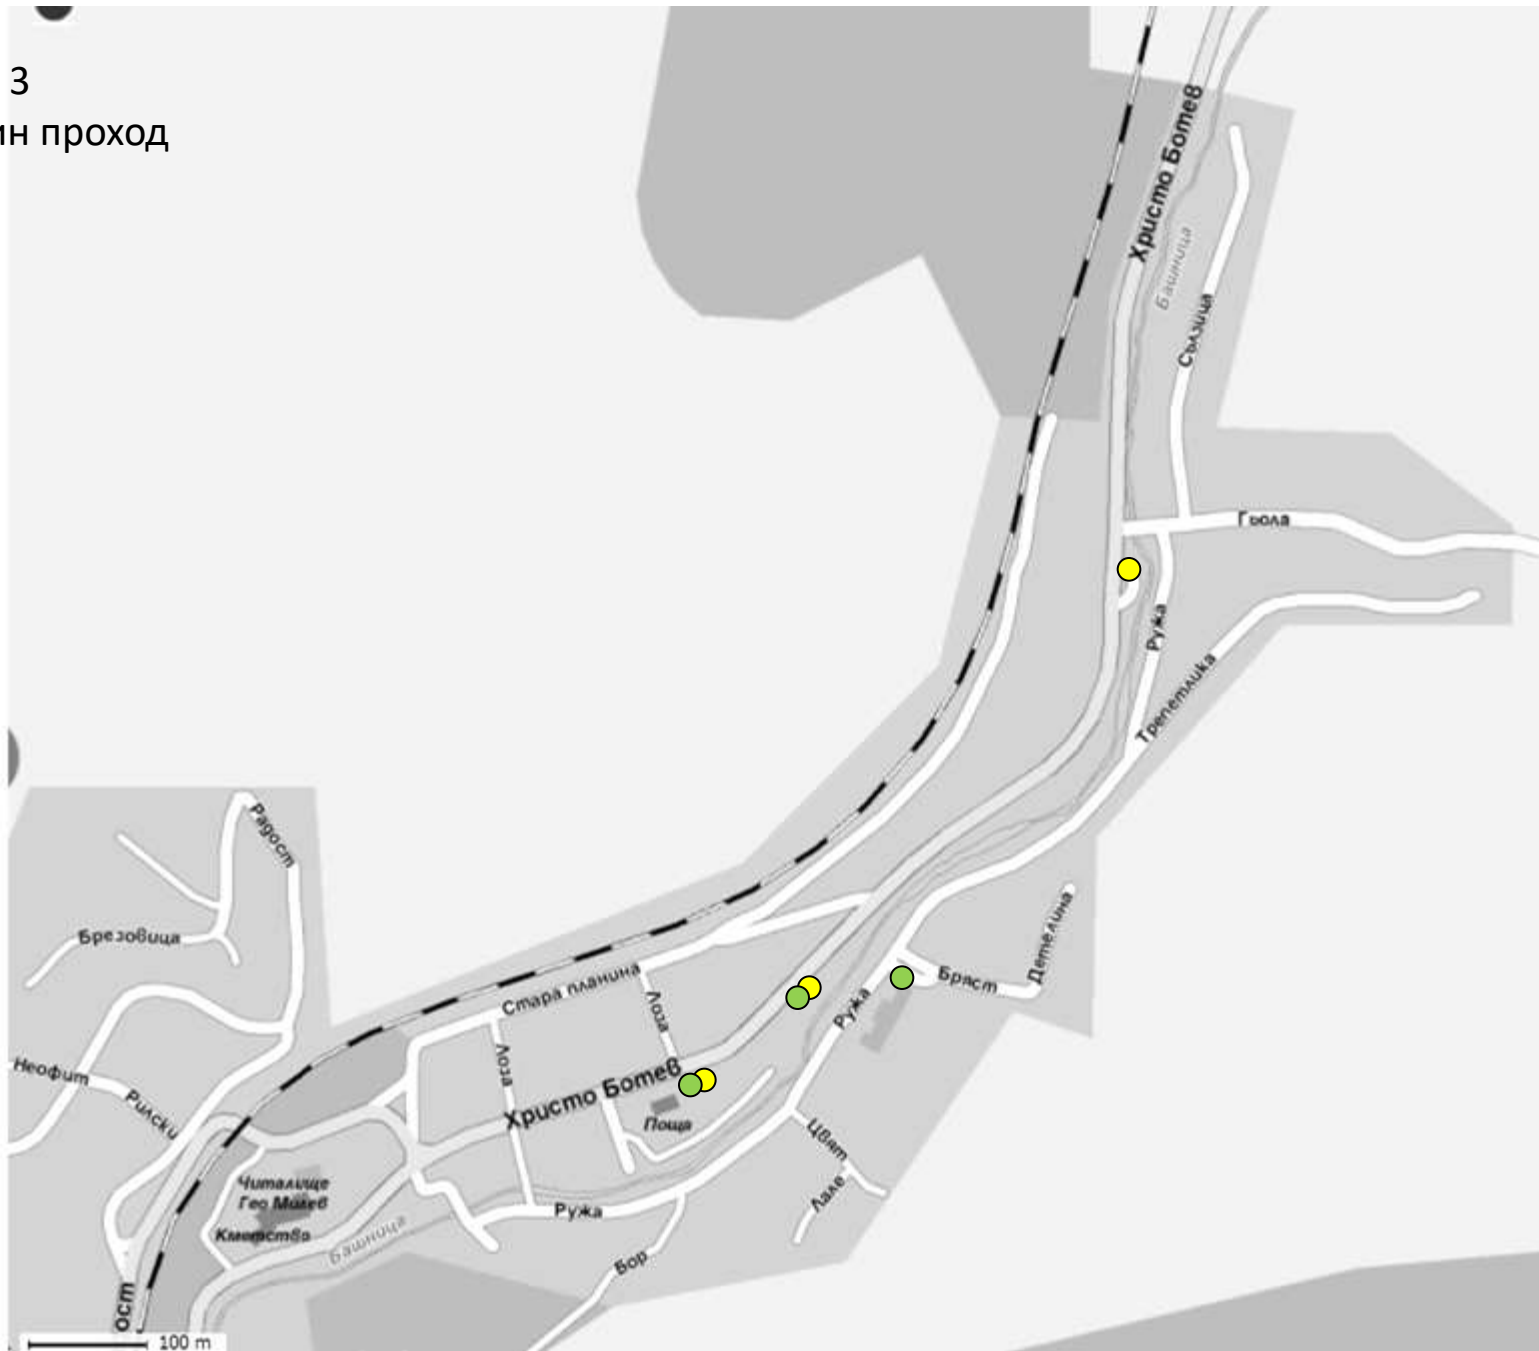 3
ин проход
Христо Ботев
Башница
Сълзица
Гьола
Ружа
Трепетлика
Радост
Брезовица
Детелина
Бряст
Стара планина
Лоза
Ружа
Неофит
Рилски
Лоза
Христо Ботев
Поща
Цвят
Лале
Читалище
Гео Милев
Кметство
Башница
Ружа
Бор
ост
100 m